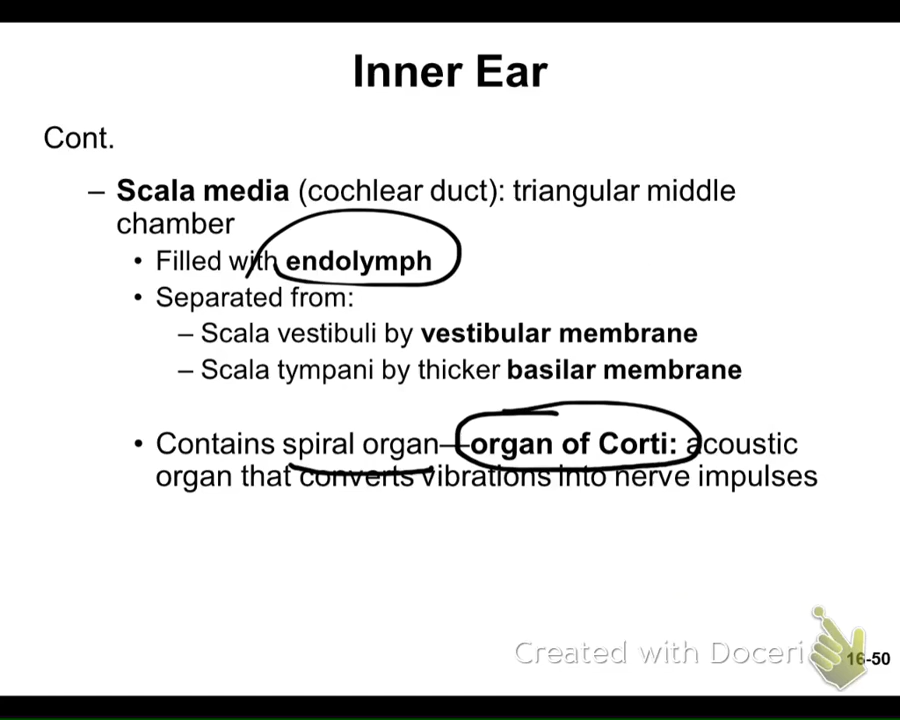 Inner Ear
Cont.
– Scala media (cochlear duct): triangular middle
chamber
• Filled with endolymph
• Separated from:
– Scala vestibuli by vestibular membrane
– Scala tympani by thicker basilar membrane
• Contains spiral organ—organ of Corti: acoustic
organ that converts vibrations into nerve impulses
Created with Doceri
16-50